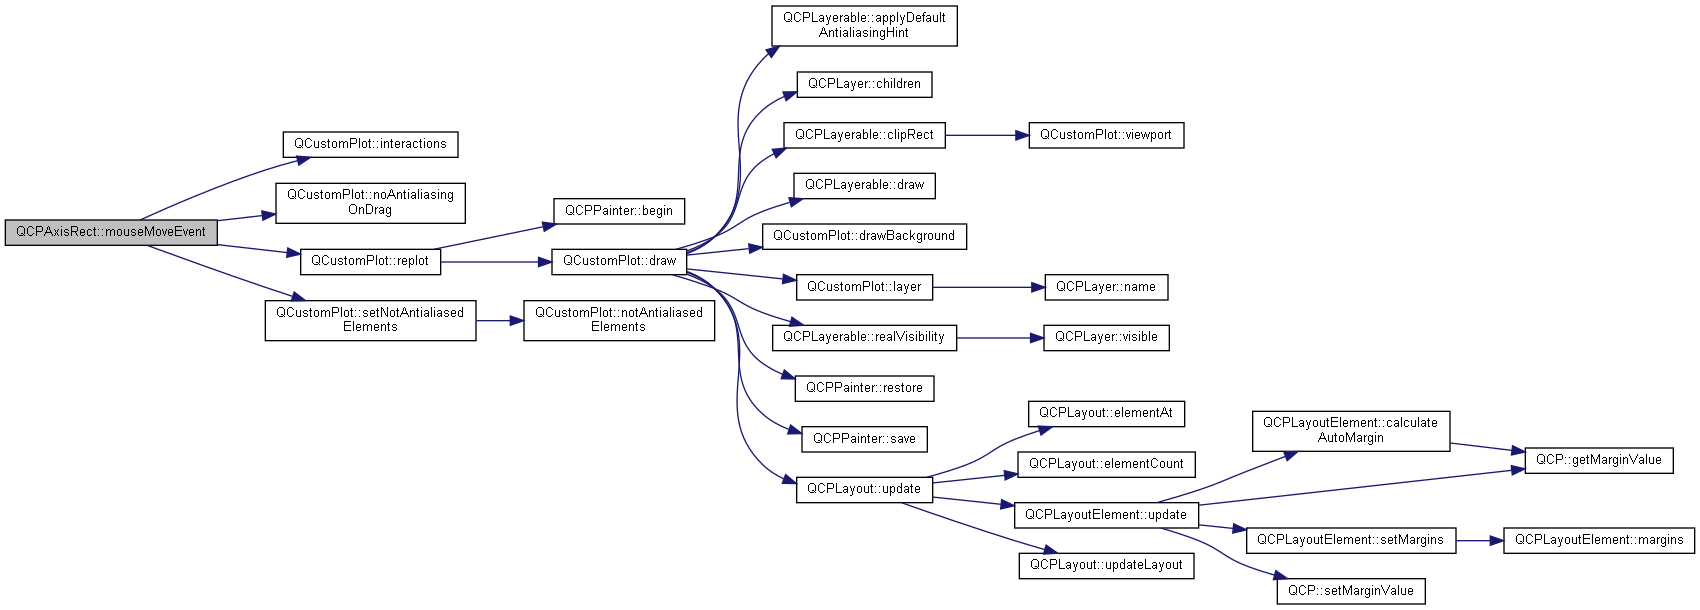 QCPLayerable::applyDefault
AntialiasingHint
QCPLayer::children
QCPLayerable::clipRect
QCustomPlot::viewport
QCustomPlot::interactions
QCPLayerable::draw
QCustomPlot::noAntialiasing
OnDrag
QCPPainter::begin
QCPAxisRect::mouseMoveEvent
QCustomPlot::drawBackground
QCustomPlot::replot
QCustomPlot::draw
QCustomPlot::layer
QCPLayer::name
QCustomPlot::setNotAntialiased
Elements
QCustomPlot::notAntialiased
Elements
QCPLayerable::realVisibility
QCPLayer::visible
QCPPainter::restore
QCPLayout::elementAt
QCPLayoutElement::calculate
AutoMargin
QCPPainter::save
QCPLayout::elementCount
QCP::getMarginValue
QCPLayout::update
QCPLayoutElement::update
QCPLayoutElement::setMargins
QCPLayoutElement::margins
QCPLayout::updateLayout
QCP::setMarginValue